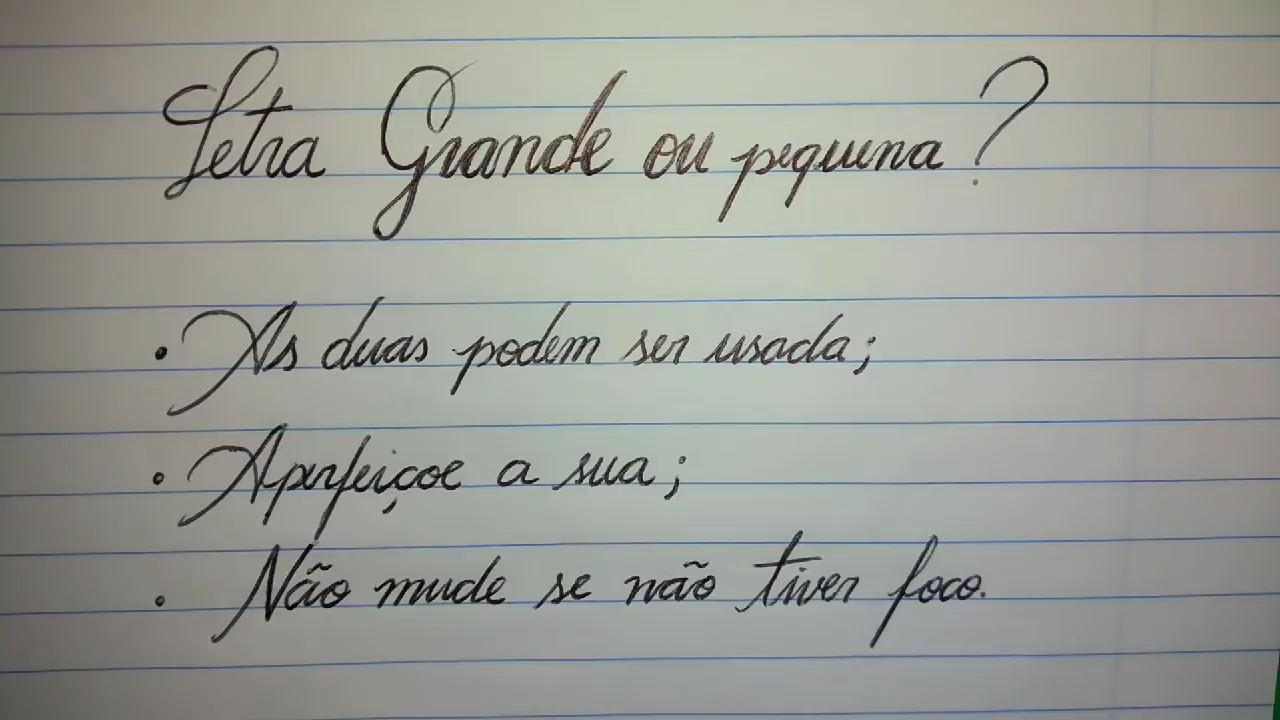 Letra Grande ou pequena?
• As duas podem ser usada;
• Aperfeiçoe a sua;
• Não mude se não tiver foco.